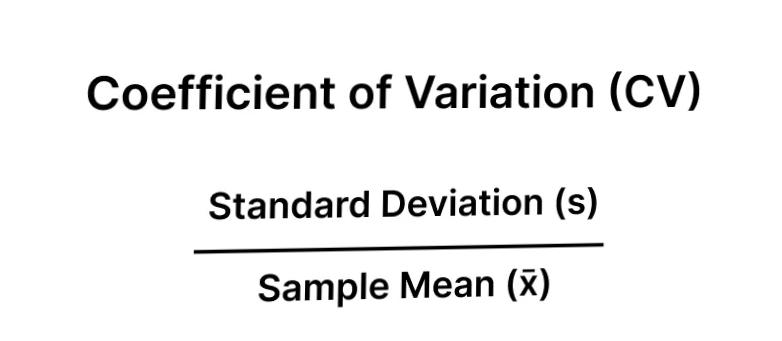 Coefficient of Variation (CV)
Standard Deviation (s)
Sample Mean (x̄)